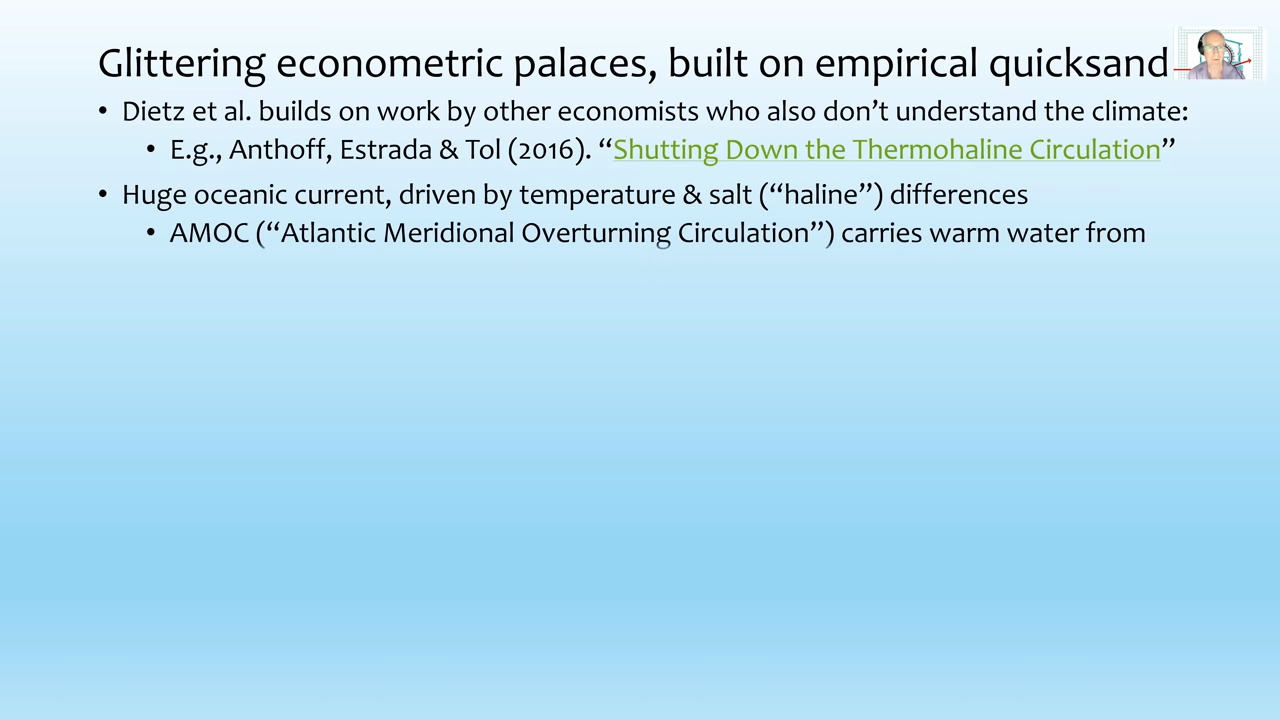 Glittering econometric palaces, built on empirical quicksand
• Dietz et al. builds on work by other economists who also don’t understand the climate:
• E.g., Anthoff, Estrada & Tol (2016). “Shutting Down the Thermohaline Circulation”
• Huge oceanic current, driven by temperature & salt (“haline”) differences
• AMOC (“Atlantic Meridional Overturning Circulation”) carries warm water from